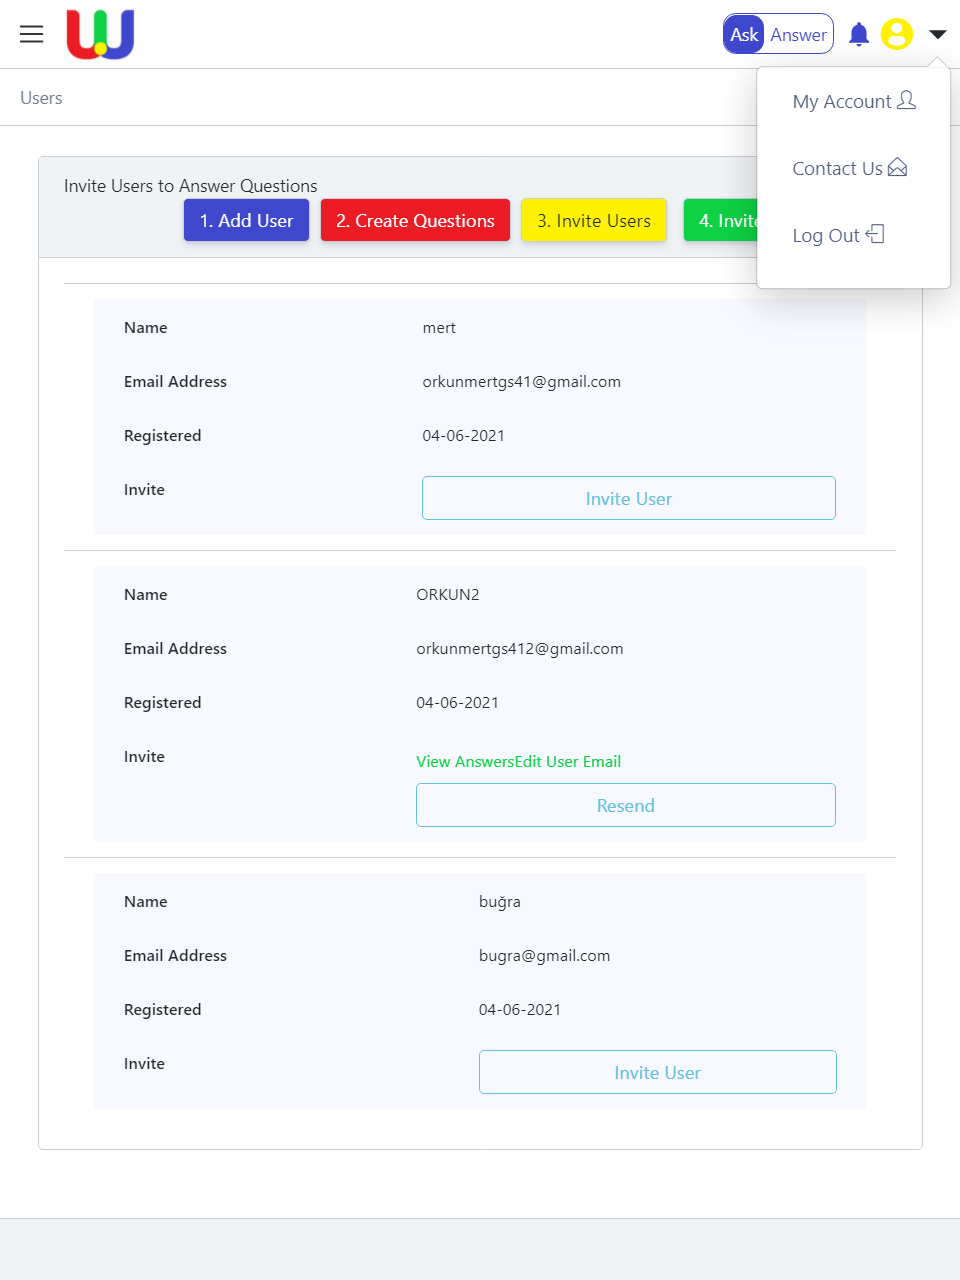 Ask Answer
Users
My Account
Contact Us
Log Out
Invite Users to Answer Questions
1. Add User 2. Create Questions 3. Invite Users 4. Invite
Name mert
Email Address orkunmertgs41@gmail.com
Registered 04-06-2021
Invite Invite User
Name ORKUN2
Email Address orkunmertgs412@gmail.com
Registered 04-06-2021
Invite View AnswersEdit User Email
Resend
Name buğra
Email Address bugra@gmail.com
Registered 04-06-2021
Invite Invite User